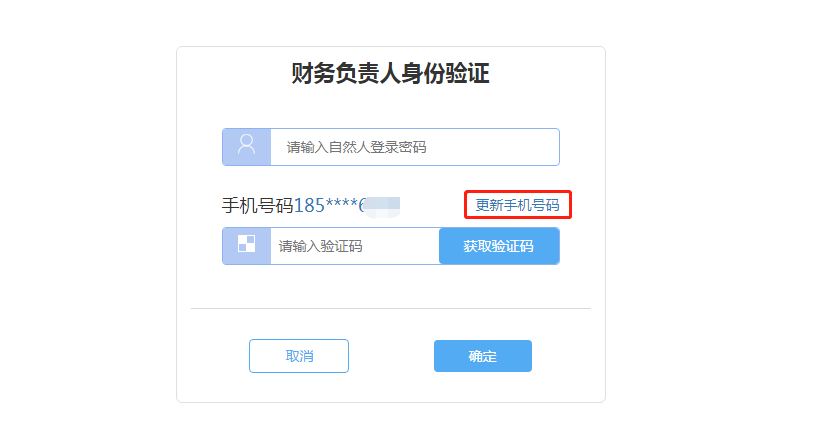 财务负责人身份验证
请输入自然人登录密码
手机号码185**** 更新手机号码
请输入验证码 获取验证码
取消 确定